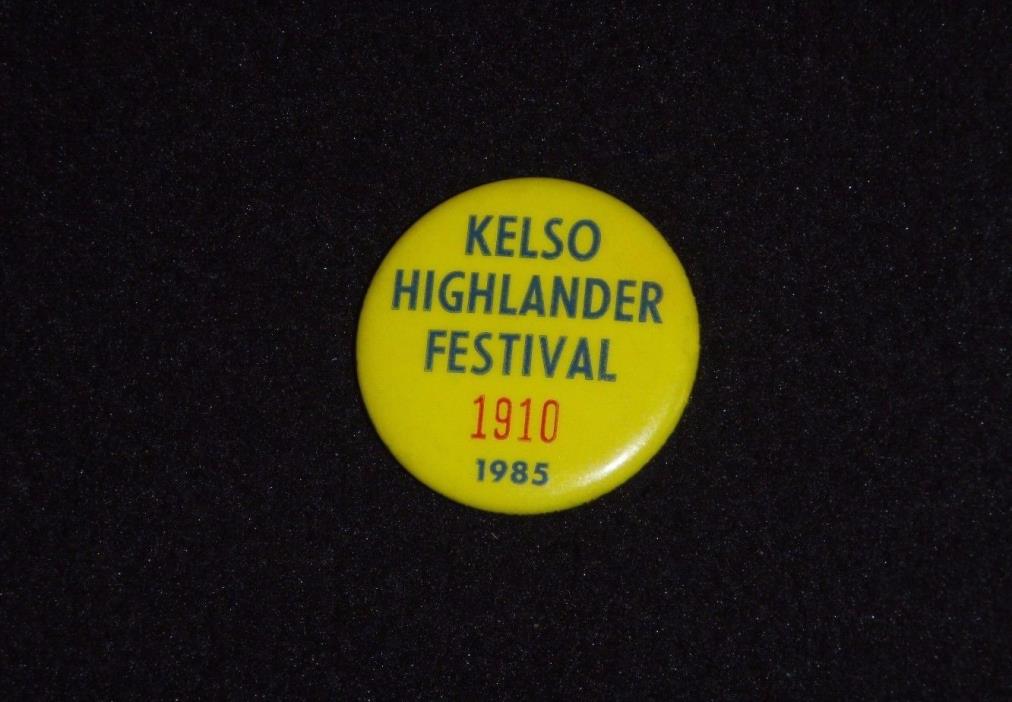 KELSO
HIGHLANDER
FESTIVAL
1910
1985